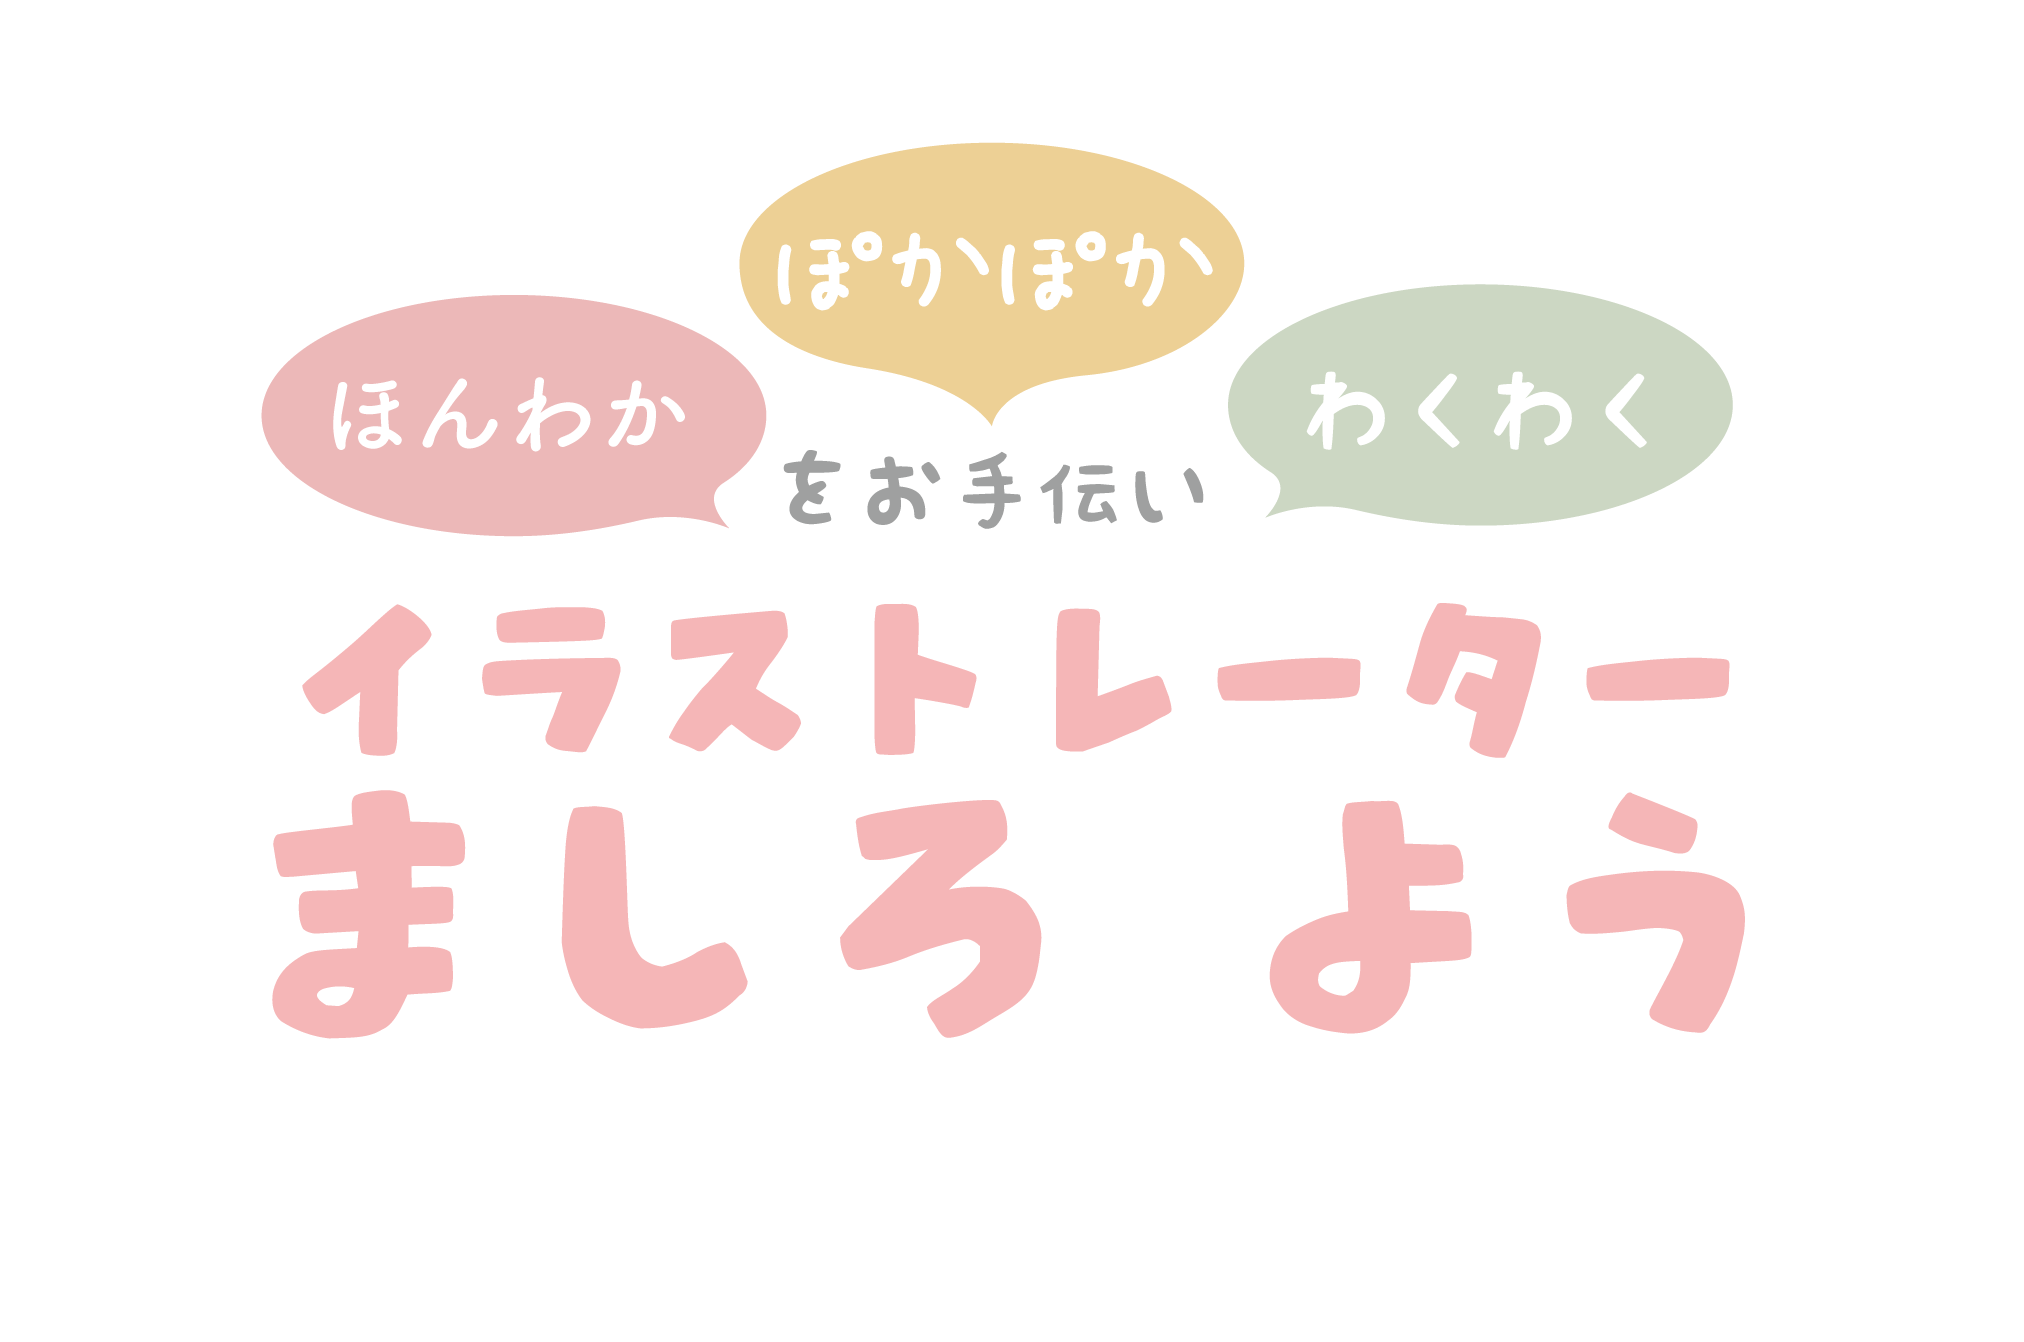 ほんわか
ぽかぽか
わくわく
をお手伝い
イラストレーター
ましろ よう